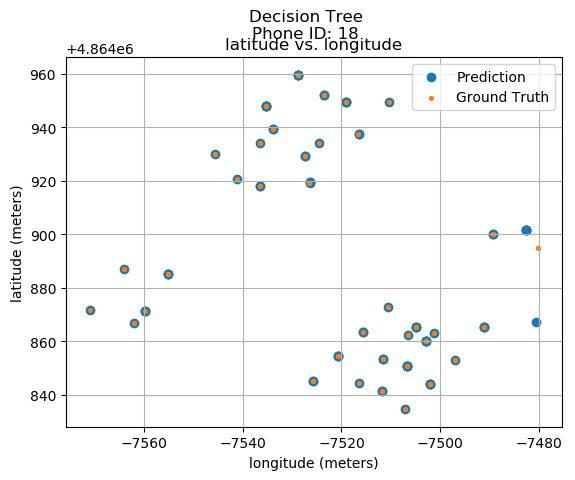 Decision Tree
Phone ID: 18
latitude vs. longitude
+4.864e6
960
940
920
900
880
860
840
−7560
−7540
−7520
−7500
−7480
latitude (meters)
longitude (meters)
Prediction
Ground Truth